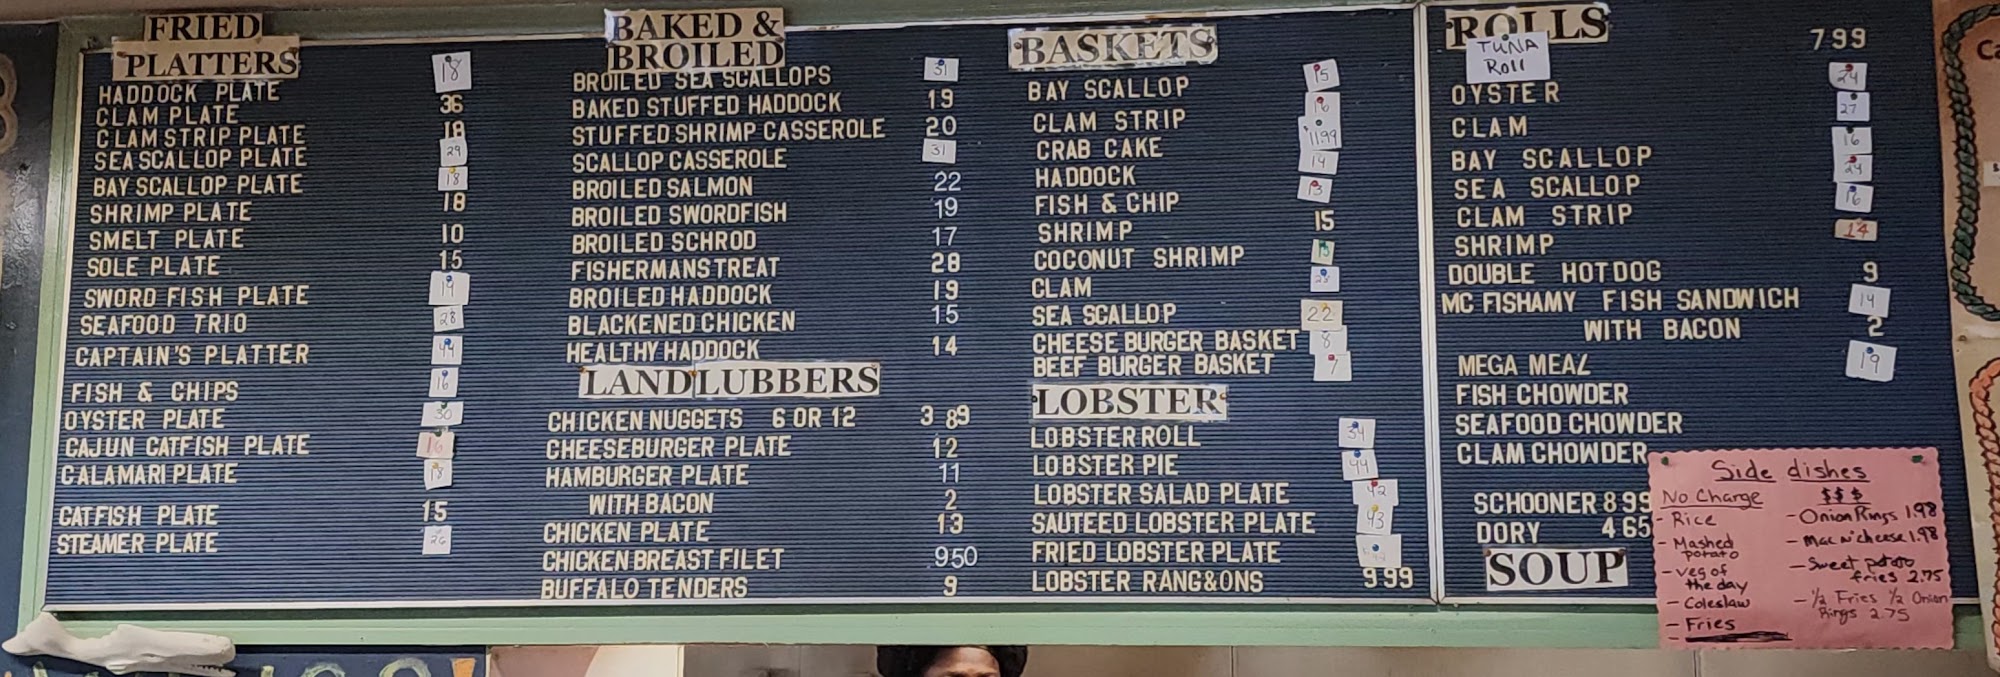 FRIED
PLATTERS
HADDOCK PLATE 18
CLAM PLATE 36
CLAM STRIP PLATE 18
SEA SCALLOP PLATE 29
BAY SCALLOP PLATE 18
SHRIMP PLATE 18
SMELT PLATE 10
SOLE PLATE 15
SWORD FISH PLATE 19
SEAFOOD TRIO 28
CAPTAIN'S PLATTER 44
FISH & CHIPS 16
OYSTER PLATE 30
CAJUN CATFISH PLATE 16
CALAMARI PLATE 18
CATFISH PLATE 15
STEAMER PLATE 26
BAKED &
BROILED
BROILED SEA SCALLOPS 31
BAKED STUFFED HADDOCK 19
STUFFED SHRIMP CASSEROLE 20
SCALLOP CASSEROLE 31
BROILED SALMON 22
BROILED SWORDFISH 19
BROILED SCHROD 17
FISHERMANS TREAT 28
BROILED HADDOCK 19
BLACKENED CHICKEN 15
HEALTHY HADDOCK 14
LANDLUBBERS
CHICKEN NUGGETS 6 OR 12 3 89
CHEESEBURGER PLATE 12
HAMBURGER PLATE 11
WITH BACON 2
CHICKEN PLATE 13
CHICKEN BREAST FILET .950
BUFFALO TENDERS 9
BASKETS
BAY SCALLOP 15
CLAM STRIP 16
CRAB CAKE 11.99
HADDOCK 14
FISH & CHIP 13
SHRIMP 15
COCONUT SHRIMP 15
CLAM 25
SEA SCALLOP 22
CHEESE BURGER BASKET 8
BEEF BURGER BASKET 7
LOBSTER
LOBSTER ROLL 34
LOBSTER PIE 44
LOBSTER SALAD PLATE 42
SAUTEED LOBSTER PLATE 43
FRIED LOBSTER PLATE
LOBSTER RANG&ONS 999
ROLLS
TUNA
Roll
799
OYSTER 24
CLAM 27
BAY SCALLOP 16
SEA SCALLOP 24
CLAM STRIP 16
SHRIMP 14
DOUBLE HOTDOG 9
MC FISHAMY FISH SANDWICH 14
WITH BACON 2
MEGA MEAL 19
FISH CHOWDER
SEAFOOD CHOWDER
CLAM CHOWDER
SCHOONER 8 99
DORY 4 65
SOUP
Side dishes
No Charge
- Rice
- Mashed
potato
- veg of
the day
- Coleslaw
- Fries
$$$
- Onion Rings 1.98
- Mac n' cheese 1.98
- Sweet potato
fries 2.75
- 1/2 Fries 1/2 Onion
Rings 2.75